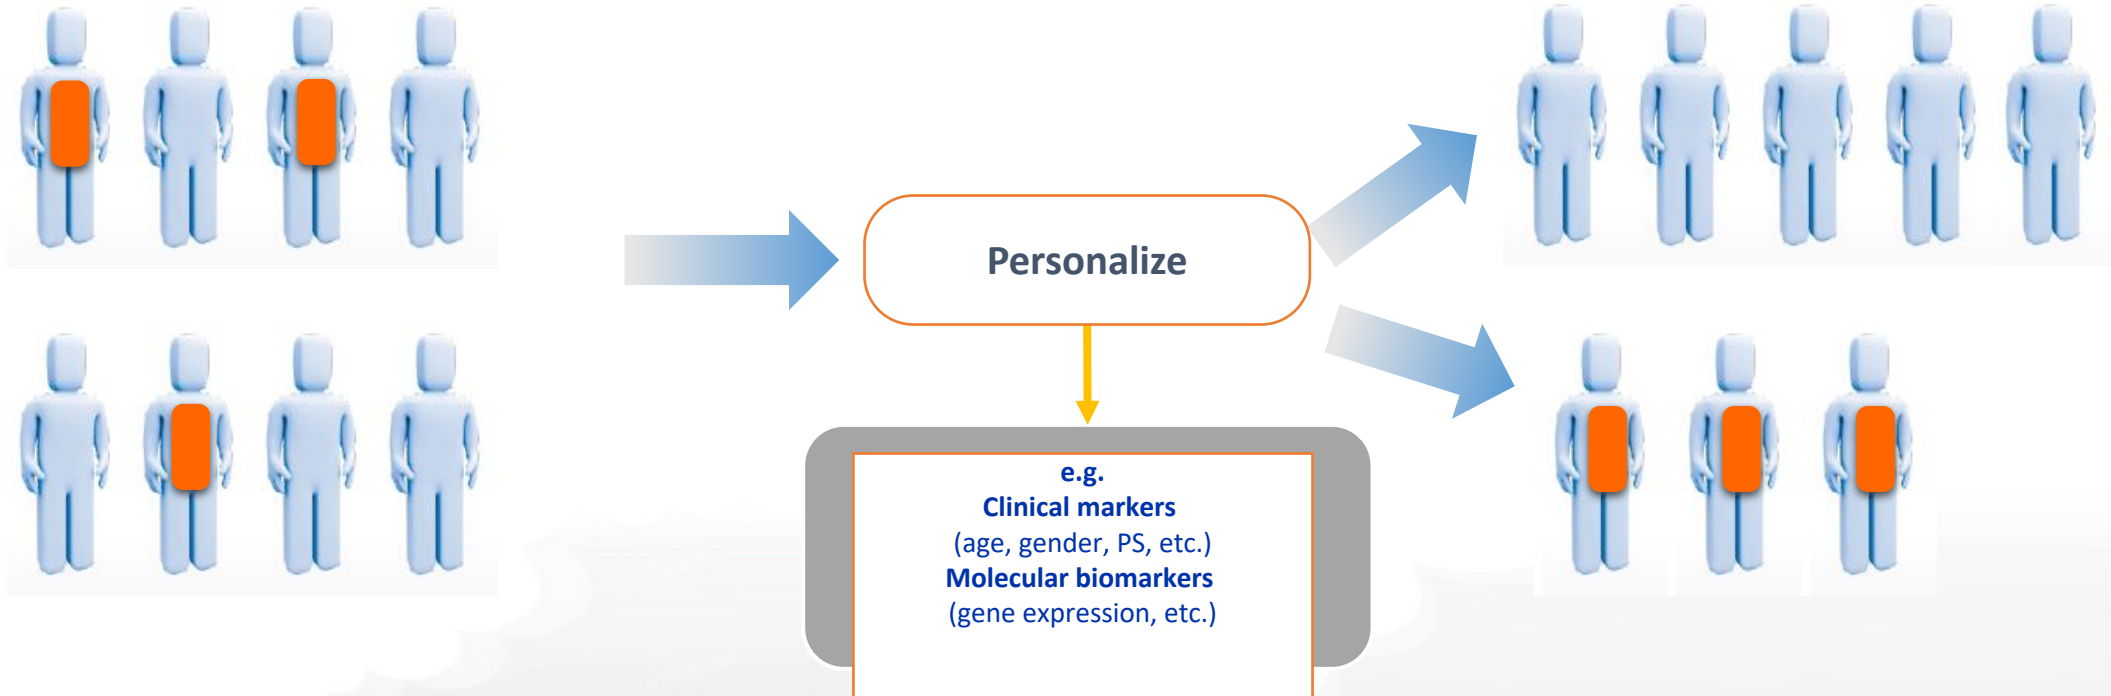 Personalize
e.g.
Clinical markers
(age, gender, PS, etc.)
Molecular biomarkers
(gene expression, etc.)